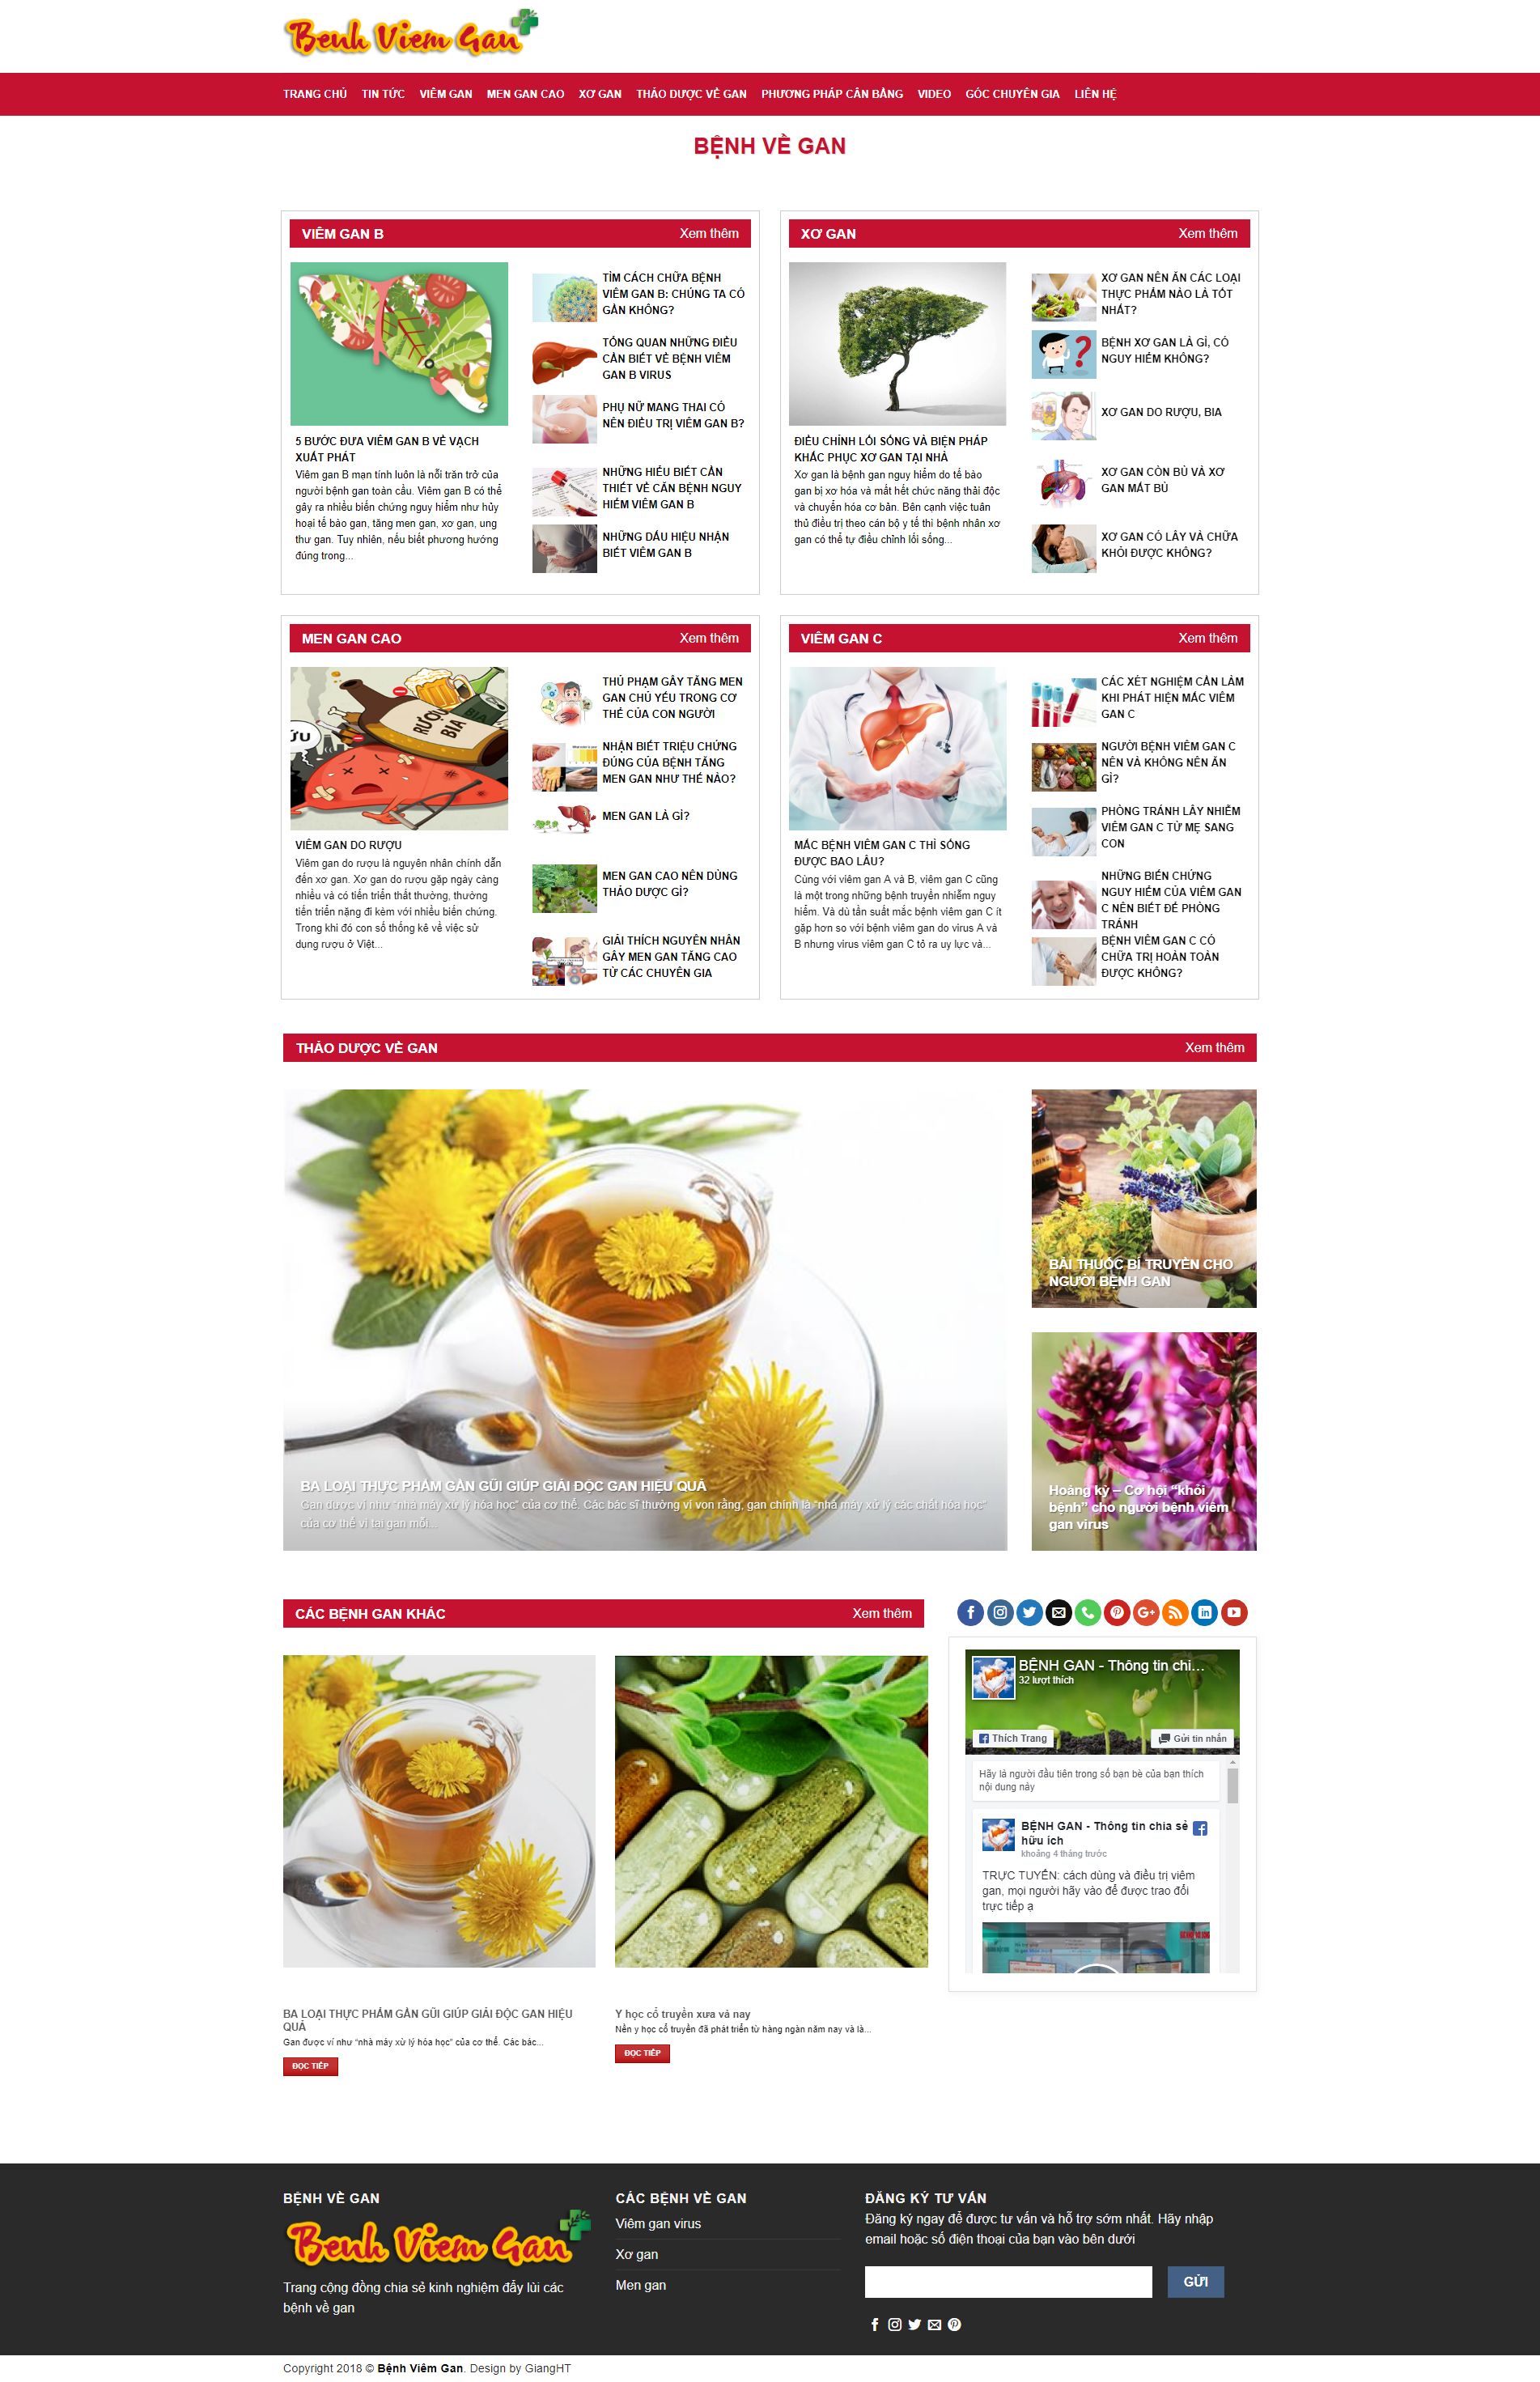 Benh Viem Gan
TRANG CHỦ TIN TỨC VIÊM GAN MEN GAN CAO XƠ GAN THẢO DƯỢC VỀ GAN PHƯƠNG PHÁP CÂN BẰNG VIDEO GÓC CHUYÊN GIA LIÊN HỆ
BỆNH VỀ GAN
VIÊM GAN B Xem thêm
5 BƯỚC ĐƯA VIÊM GAN B VỀ VẠCH
XUẤT PHÁT
Viêm gan B mạn tính luôn là nỗi trăn trở của
người bệnh gan toàn cầu. Viêm gan B có thể
gây ra nhiều biến chứng nguy hiểm như hủy
hoại tế bào gan, tăng men gan, xơ gan, ung
thư gan. Tuy nhiên, nếu biết phương hướng
đúng trong...
TÌM CÁCH CHỮA BỆNH
VIÊM GAN B: CHÚNG TA CÓ
GẦN KHÔNG?
TỔNG QUAN NHỮNG ĐIỀU
CẦN BIẾT VỀ BỆNH VIÊM
GAN B VIRUS
PHỤ NỮ MANG THAI CÓ
NÊN ĐIỀU TRỊ VIÊM GAN B?
NHỮNG HIỂU BIẾT CẦN
THIẾT VỀ CĂN BỆNH NGUY
HIỂM VIÊM GAN B
NHỮNG DẤU HIỆU NHẬN
BIẾT VIÊM GAN B
XƠ GAN Xem thêm
ĐIỀU CHỈNH LỐI SỐNG VÀ BIỆN PHÁP
KHẮC PHỤC XƠ GAN TẠI NHÀ
Xơ gan là bệnh gan nguy hiểm do tế bào
gan bị xơ hóa và mất hết chức năng thải độc
và chuyển hóa cơ bản. Bên cạnh việc tuân
thủ điều trị theo cán bộ y tế thì bệnh nhân xơ
gan có thể tự điều chỉnh lối sống...
XƠ GAN NÊN ĂN CÁC LOẠI
THỰC PHẨM NÀO LÀ TỐT
NHẤT?
BỆNH XƠ GAN LÀ GÌ, CÓ
NGUY HIỂM KHÔNG?
XƠ GAN DO RƯỢU, BIA
XƠ GAN CÒN BÙ VÀ XƠ
GAN MẤT BÙ
XƠ GAN CÓ LÂY VÀ CHỮA
KHỎI ĐƯỢC KHÔNG?
MEN GAN CAO Xem thêm
RƯỢU
BIA
BIA
VIÊM GAN DO RƯỢU
Viêm gan do rượu là nguyên nhân chính dẫn
đến xơ gan. Xơ gan do rượu gặp ngày càng
nhiều và có tiến triển thất thường, thường
tiến triển nặng đi kèm với nhiều biến chứng.
Trong khi đó con số thống kê về việc sử
dụng rượu ở Việt...
THỦ PHẠM GÂY TĂNG MEN
GAN CHỦ YẾU TRONG CƠ
THỂ CỦA CON NGƯỜI
NHẬN BIẾT TRIỆU CHỨNG
ĐÚNG CỦA BỆNH TĂNG
MEN GAN NHƯ THẾ NÀO?
MEN GAN LÀ GÌ?
MEN GAN CAO NÊN DÙNG
THẢO DƯỢC GÌ?
GIẢI THÍCH NGUYÊN NHÂN
GÂY MEN GAN TĂNG CAO
TỪ CÁC CHUYÊN GIA
VIÊM GAN C Xem thêm
MẮC BỆNH VIÊM GAN C THÌ SỐNG
ĐƯỢC BAO LÂU?
Cùng với viêm gan A và B, viêm gan C cũng
là một trong những bệnh truyền nhiễm nguy
hiểm. Và dù tần suất mắc bệnh viêm gan C ít
gặp hơn so với bệnh viêm gan do virus A và
B nhưng virus viêm gan C tỏ ra uy lực và...
CÁC XÉT NGHIỆM CẦN LÀM
KHI PHÁT HIỆN MẮC VIÊM
GAN C
NGƯỜI BỆNH VIÊM GAN C
NÊN VÀ KHÔNG NÊN ĂN
GÌ?
PHÒNG TRÁNH LÂY NHIỄM
VIÊM GAN C TỪ MẸ SANG
CON
NHỮNG BIẾN CHỨNG
NGUY HIỂM CỦA VIÊM GAN
C NÊN BIẾT ĐỂ PHÒNG
TRÁNH
BỆNH VIÊM GAN C CÓ
CHỮA TRỊ HOÀN TOÀN
ĐƯỢC KHÔNG?
THẢO DƯỢC VỀ GAN Xem thêm
BA LOẠI THỰC PHẨM GẦN GŨI GIÚP GIẢI ĐỘC GAN HIỆU QUẢ
Gan được ví như “nhà máy xử lý hóa học” của cơ thể. Các bác sĩ thường ví von rằng, gan chính là “nhà máy xử lý các chất hóa học”
của cơ thể vì tại gan mỗi...
BÀI THUỐC BÍ TRUYỀN CHO
NGƯỜI BỆNH GAN
Hoàng kỳ – Cơ hội “khỏi
bệnh” cho người bệnh viêm
gan virus
CÁC BỆNH GAN KHÁC Xem thêm
BA LOẠI THỰC PHẨM GẦN GŨI GIÚP GIẢI ĐỘC GAN HIỆU
QUẢ
Gan được ví như “nhà máy xử lý hóa học” của cơ thể. Các bác...
ĐỌC TIẾP
Y học cổ truyền xưa và nay
Nền y học cổ truyền đã phát triển từ hàng ngàn năm nay và là...
ĐỌC TIẾP
BỆNH GAN - Thông tin chi...
32 lượt thích
Thích Trang Gửi tin nhắn
Hãy là người đầu tiên trong số bạn bè của bạn thích
nội dung này
BỆNH GAN - Thông tin chia sẻ
hữu ích
khoảng 4 tháng trước
TRỰC TUYẾN: cách dùng và điều trị viêm
gan, mọi người hãy vào để được trao đổi
trực tiếp ạ
BỆNH VỀ GAN
Benh Viem Gan
Trang cộng đồng chia sẻ kinh nghiệm đẩy lùi các
bệnh về gan
CÁC BỆNH VỀ GAN
Viêm gan virus
Xơ gan
Men gan
ĐĂNG KÝ TƯ VẤN
Đăng ký ngay để được tư vấn và hỗ trợ sớm nhất. Hãy nhập
email hoặc số điện thoại của bạn vào bên dưới
GỬI
Copyright 2018 © Bệnh Viêm Gan. Design by GiangHT